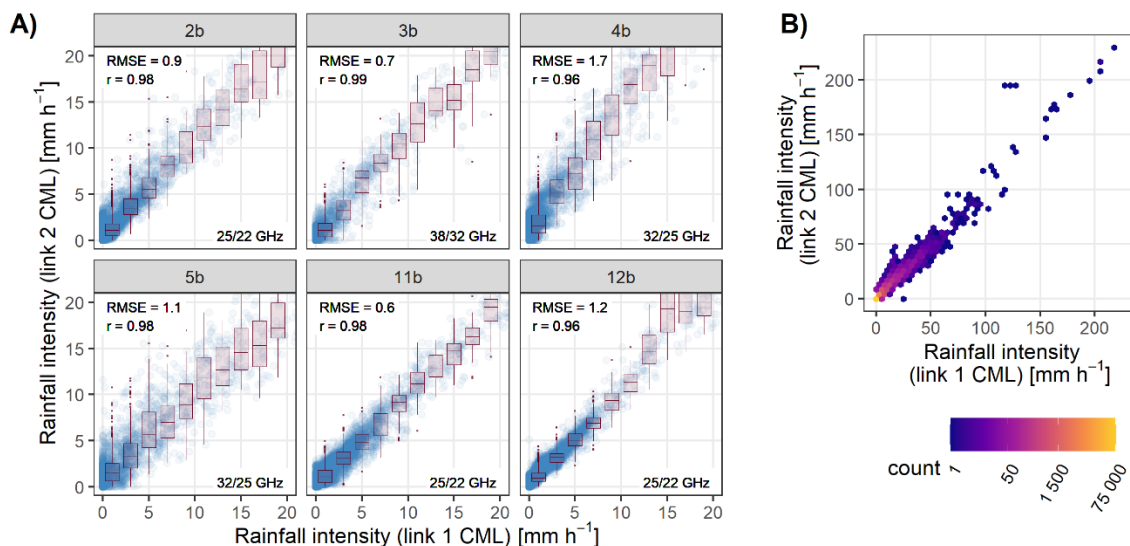 A)
2b
3b
4b
RMSE = 0.9
r = 0.98
25/22 GHz
RMSE = 0.7
r = 0.99
38/32 GHz
RMSE = 1.7
r = 0.96
32/25 GHz
20
15
10
5
0
5b
11b
12b
RMSE = 1.1
r = 0.98
32/25 GHz
RMSE = 0.6
r = 0.98
25/22 GHz
RMSE = 1.2
r = 0.96
25/22 GHz
20
15
10
5
0
0 5 10 15 20 0 5 10 15 20 0 5 10 15 20
Rainfall intensity (link 2 CML) [mm h⁻¹]
Rainfall intensity (link 1 CML) [mm h⁻¹]
B)
Rainfall intensity
(link 2 CML) [mm h⁻¹]
200
150
100
50
0
0 50 100 150 200
Rainfall intensity
(link 1 CML) [mm h⁻¹]
count
1
50
1 500
75 000